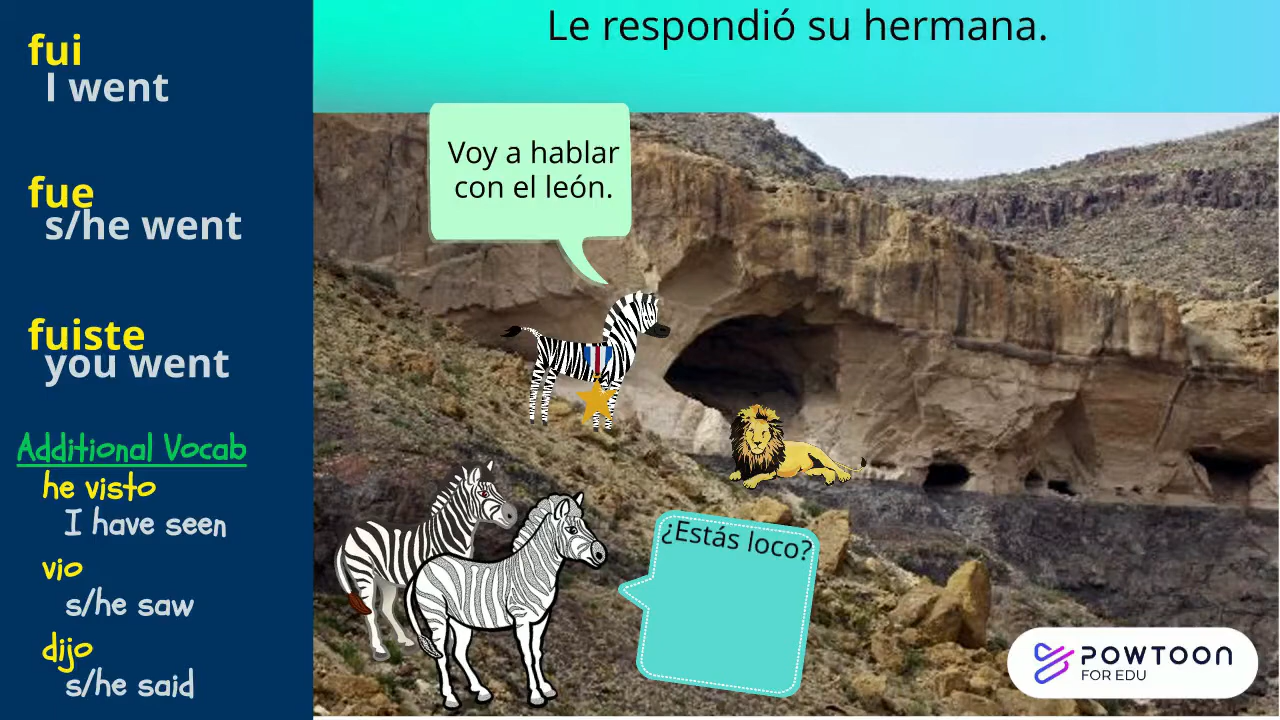 fui
I went
fue
s/he went
fuiste
you went
Additional Vocab
he visto
I have seen
vio
s/he saw
dijo
s/he said
Le respondió su hermana.
Voy a hablar
con el león.
¿Estás loco?
POWTOON
FOR EDU